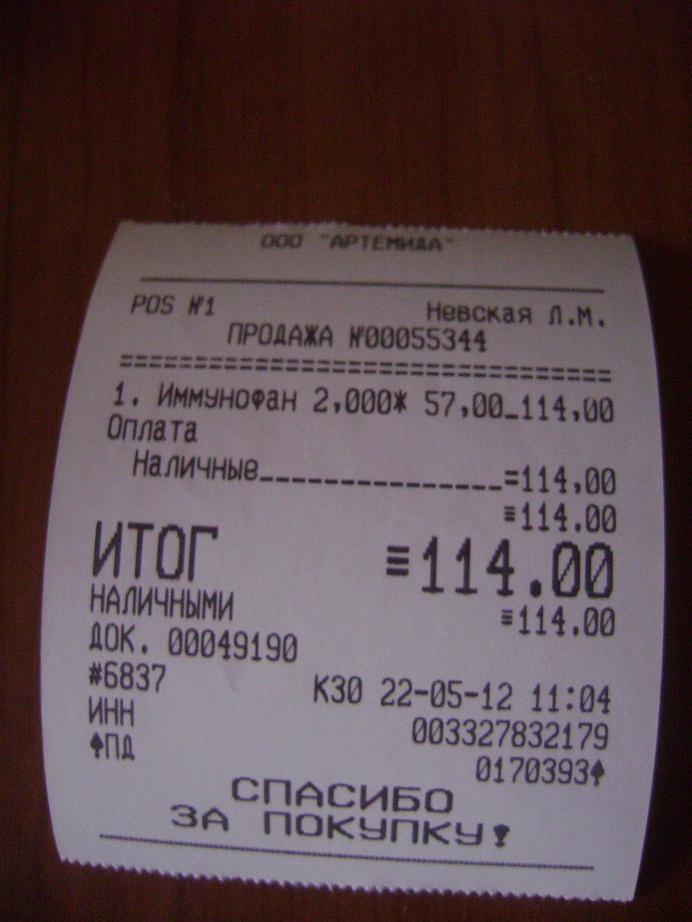 ООО "АРТЕМИДА"
POS №1 Невская Л.М.
ПРОДАЖА №00055344
================================
1. Иммунофан 2,000* 57,00_114,00
Оплата
Наличные________________=114,00
≡114.00
ИТОГ ≡114.00
НАЛИЧНЫМИ ≡114.00
ДОК. 00049190
#6837 К30 22-05-12 11:04
ИНН 003327832179
♠ПД 0170393♠
СПАСИБО
ЗА ПОКУПКУ!